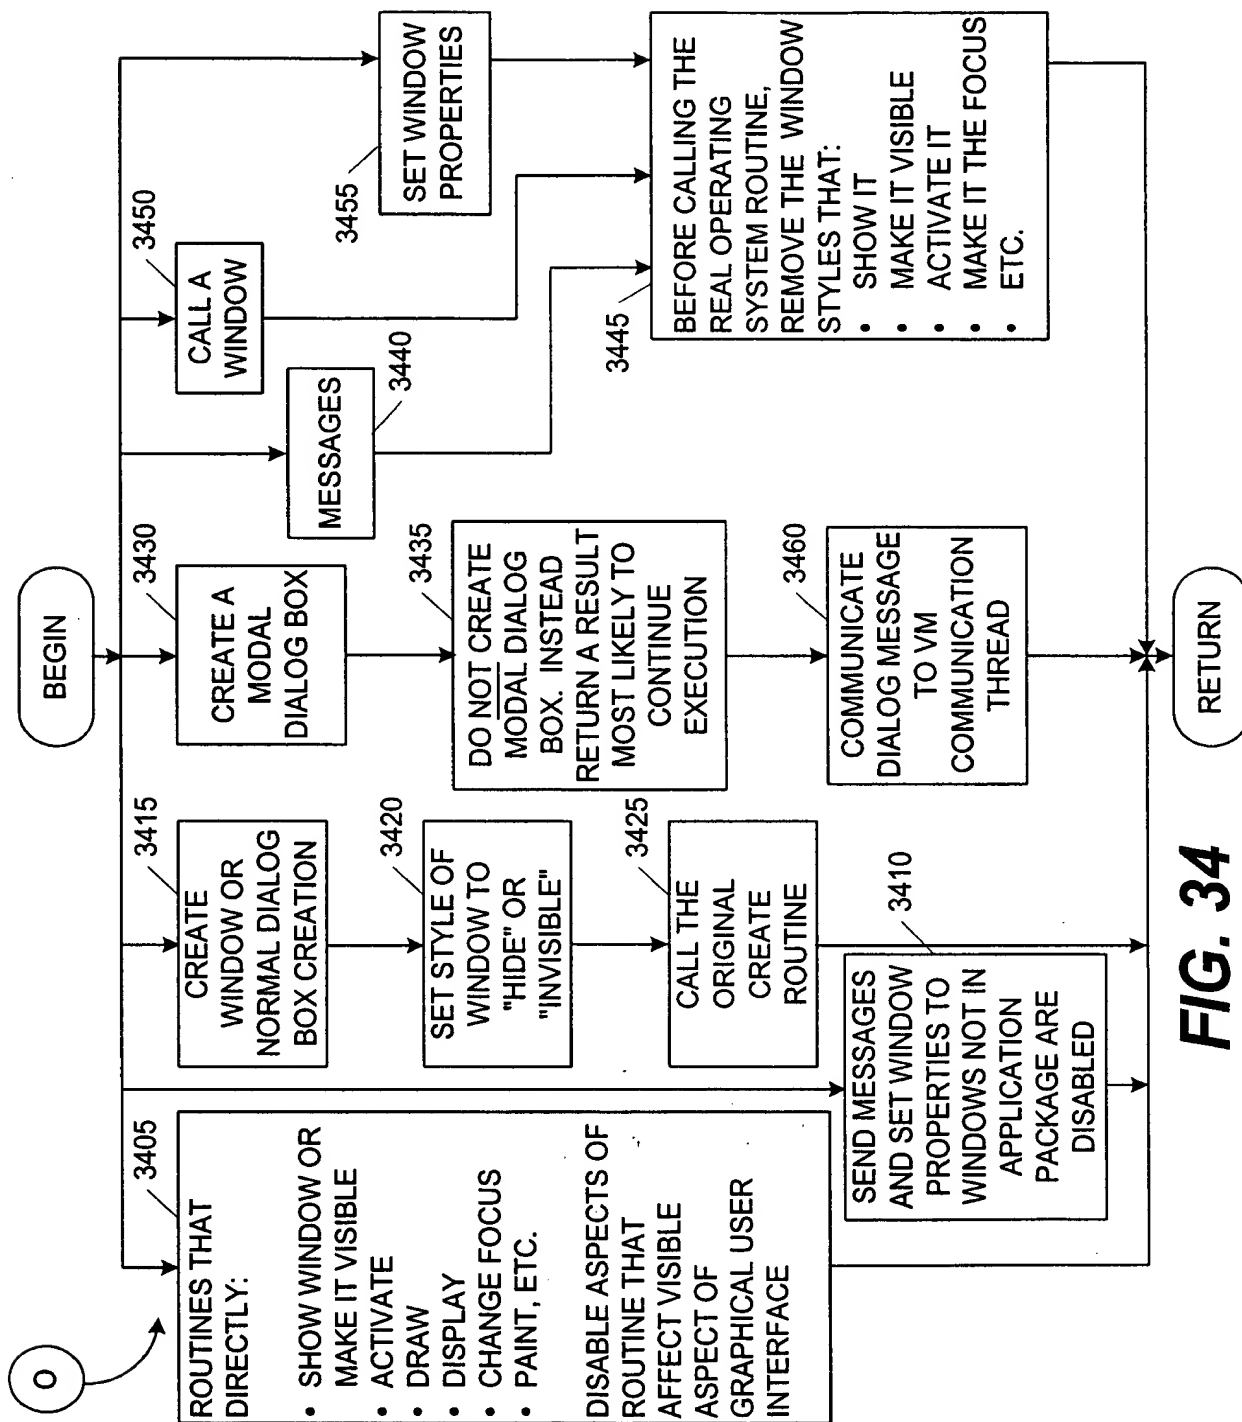 O
BEGIN
3405
ROUTINES THAT
DIRECTLY:
• SHOW WINDOW OR
MAKE IT VISIBLE
• ACTIVATE
• DRAW
• DISPLAY
• CHANGE FOCUS
• PAINT, ETC.
DISABLE ASPECTS OF
ROUTINE THAT
AFFECT VISIBLE
ASPECT OF
GRAPHICAL USER
INTERFACE
3415
CREATE
WINDOW OR
NORMAL DIALOG
BOX CREATION
3420
SET STYLE OF
WINDOW TO
"HIDE" OR
"INVISIBLE"
3425
CALL THE
ORIGINAL
CREATE
ROUTINE
3410
SEND MESSAGES
AND SET WINDOW
PROPERTIES TO
WINDOWS NOT IN
APPLICATION
PACKAGE ARE
DISABLED
3430
CREATE A
MODAL
DIALOG BOX
3435
DO NOT CREATE
MODAL DIALOG
BOX. INSTEAD
RETURN A RESULT
MOST LIKELY TO
CONTINUE
EXECUTION
3460
COMMUNICATE
DIALOG MESSAGE
TO VM
COMMUNICATION
THREAD
MESSAGES
3440
3450
CALL A
WINDOW
3455
SET WINDOW
PROPERTIES
3445
BEFORE CALLING THE
REAL OPERATING
SYSTEM ROUTINE,
REMOVE THE WINDOW
STYLES THAT:
• SHOW IT
• MAKE IT VISIBLE
• ACTIVATE IT
• MAKE IT THE FOCUS
• ETC.
RETURN
FIG. 34